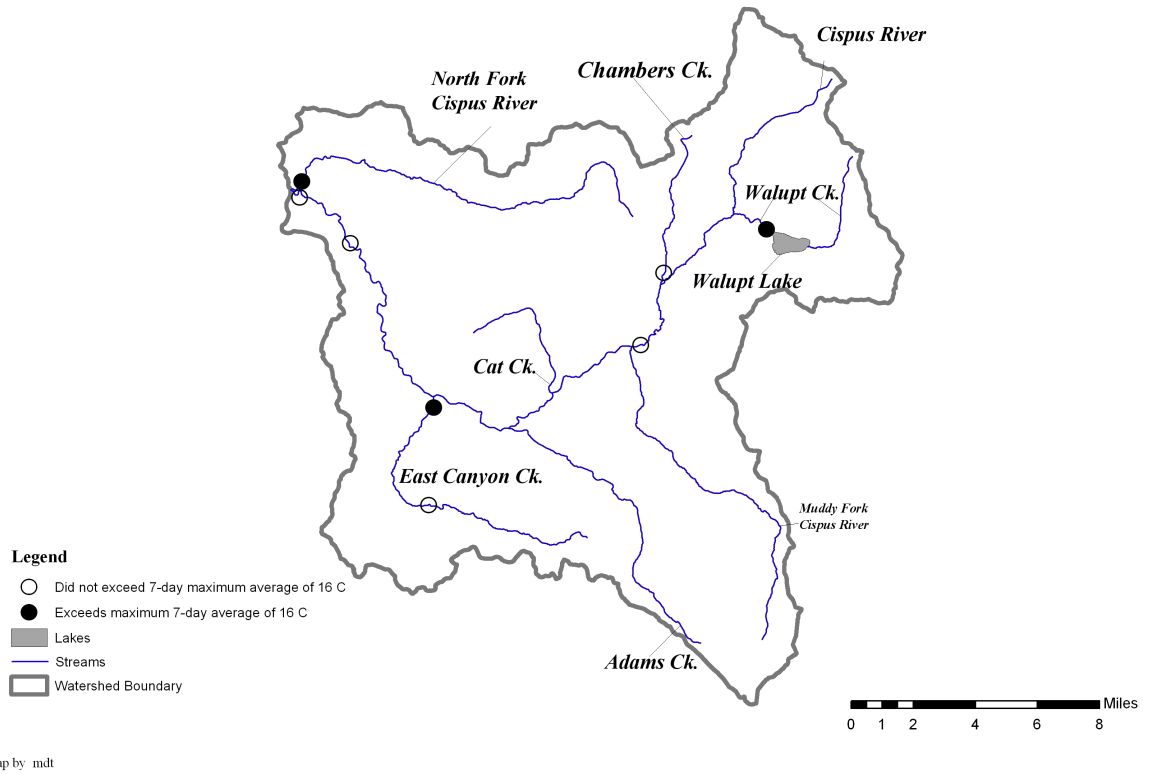 Cispus River
Chambers Ck.
North Fork
Cispus River
Walupt Ck.
Walupt Lake
Cat Ck.
East Canyon Ck.
Muddy Fork
Cispus River
Adams Ck.
Legend
Did not exceed 7-day maximum average of 16 C
Exceeds maximum 7-day average of 16 C
Lakes
Streams
Watershed Boundary
Miles
0 1 2 4 6 8
ap by mdt